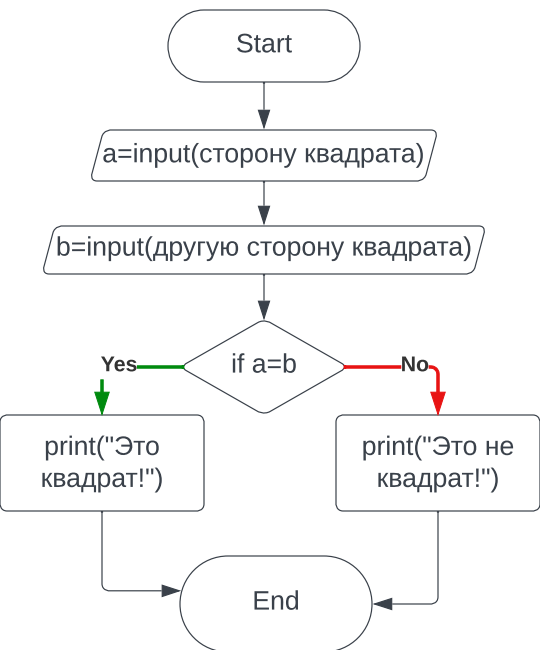 Start
a=input(сторону квадрата)
b=input(другую сторону квадрата)
if a=b
Yes
No
print("Это
квадрат!")
print("Это не
квадрат!")
End